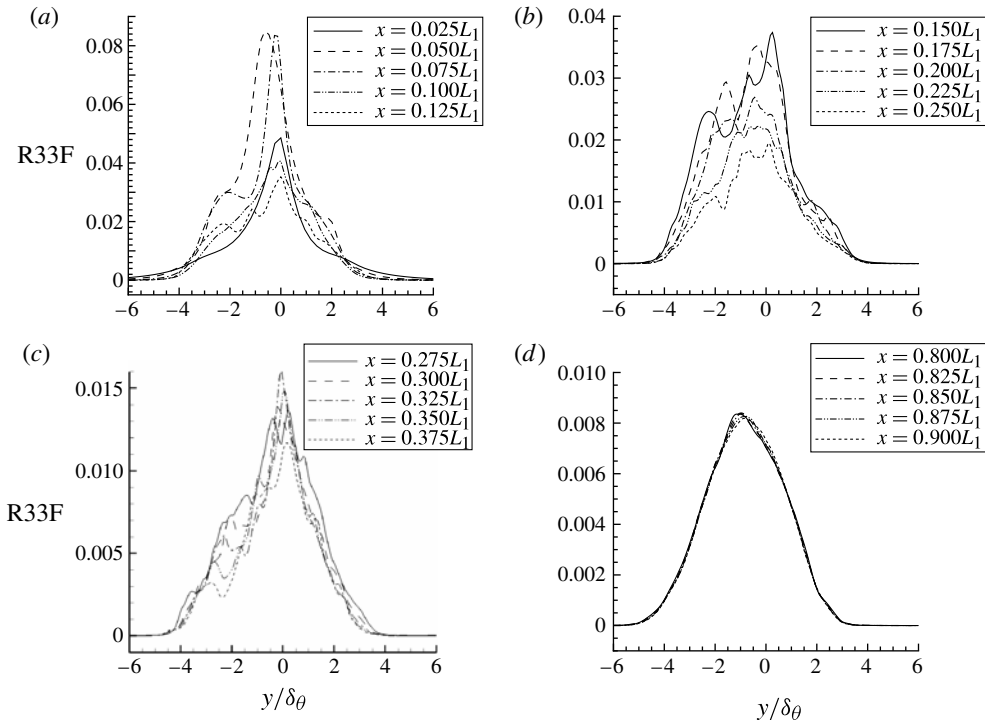 (a)
x = 0.025L₁
x = 0.050L₁
x = 0.075L₁
x = 0.100L₁
x = 0.125L₁
0.08
0.06
0.04
0.02
0
R33F
−6 −4 −2 0 2 4 6
(b)
x = 0.150L₁
x = 0.175L₁
x = 0.200L₁
x = 0.225L₁
x = 0.250L₁
0.04
0.03
0.02
0.01
0
−6 −4 −2 0 2 4 6
(c)
x = 0.275L₁
x = 0.300L₁
x = 0.325L₁
x = 0.350L₁
x = 0.375L₁
0.015
0.010
0.005
0
R33F
−6 −4 −2 0 2 4 6
y/δθ
(d)
x = 0.800L₁
x = 0.825L₁
x = 0.850L₁
x = 0.875L₁
x = 0.900L₁
0.010
0.008
0.006
0.004
0.002
0
−6 −4 −2 0 2 4 6
y/δθ